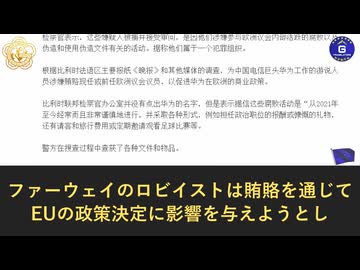 检察官表示，这些嫌疑人被捕并接受审问，是因他们涉嫌参与欧洲议会内部活跃的腐败及
伪造和使用伪造文件有关的活动。据称他们属于一个犯罪组织。
根据比利时法语区主要报纸《晚报》和其他媒体的调查，为中国电信巨头华为工作的游说人
员涉嫌贿赂现任或前任欧洲议会议员，以促进华为在欧洲的商业政策。
比利时联邦检察官办公室并没有点出华为的名字，但是表示据信这些腐败活动是“从2021年
至今经常而且非常谨慎地进行，并采取各种形式，例如担任政治职位的报酬或慷慨的礼物，
还有请客和旅行费用或定期邀请观看足球比赛等。
警方在搜查过程中查获了各种文件和物品。
ファーウェイのロビイストは賄賂を通じて
EUの政策決定に影響を与えようとし